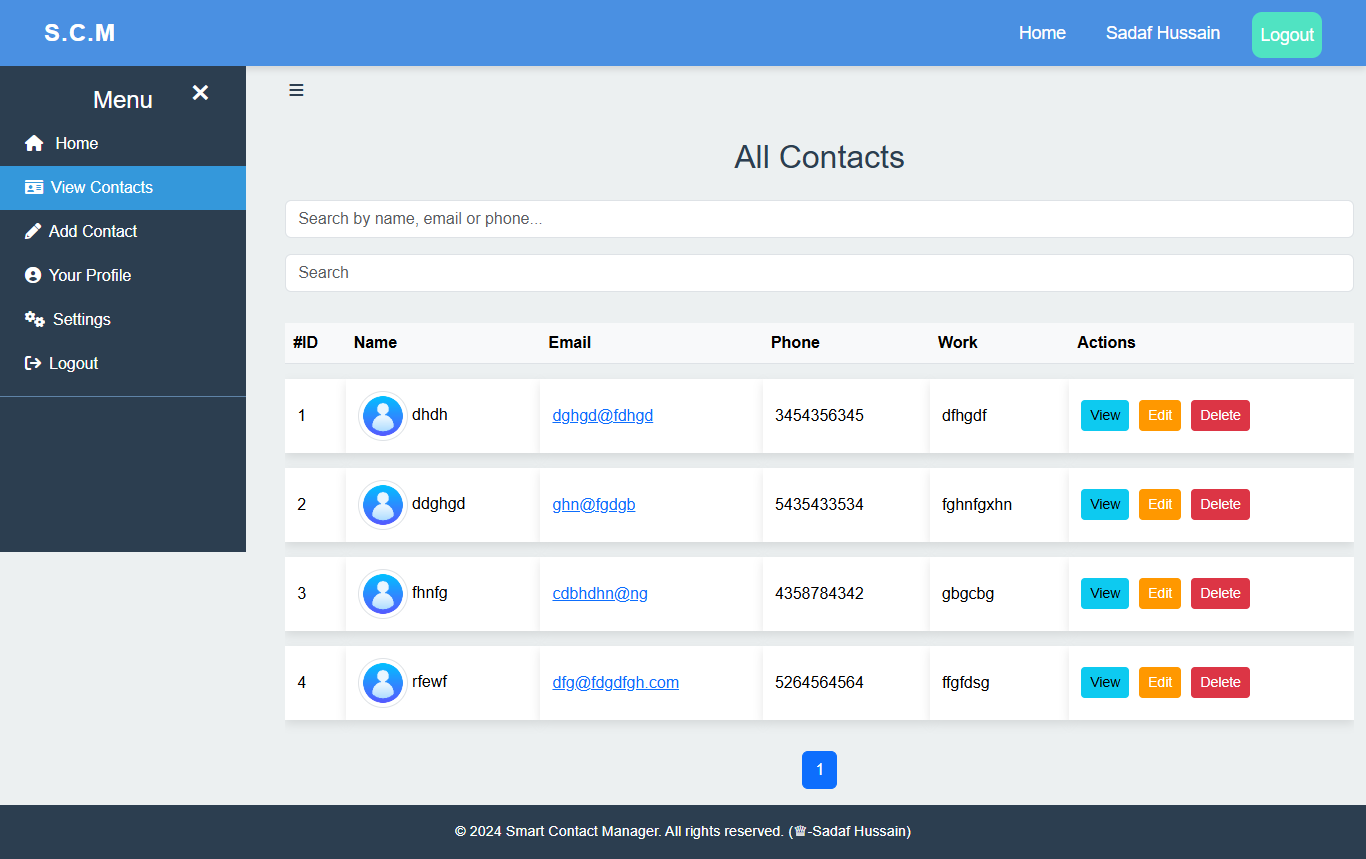 S.C.M Home Sadaf Hussain Logout
Menu
Home
View Contacts
Add Contact
Your Profile
Settings
Logout
All Contacts
Search by name, email or phone...
Search
#ID Name Email Phone Work Actions
1 dhdh dghgd@fdhgd 3454356345 dfhgdf View Edit Delete
2 ddghgd ghn@fgdgb 5435433534 fghnfgxhn View Edit Delete
3 fhnfg cdbhdhn@ng 4358784342 gbgcbg View Edit Delete
4 rfewf dfg@fdgdfgh.com 5264564564 ffgfdsg View Edit Delete
1
© 2024 Smart Contact Manager. All rights reserved. (♕-Sadaf Hussain)